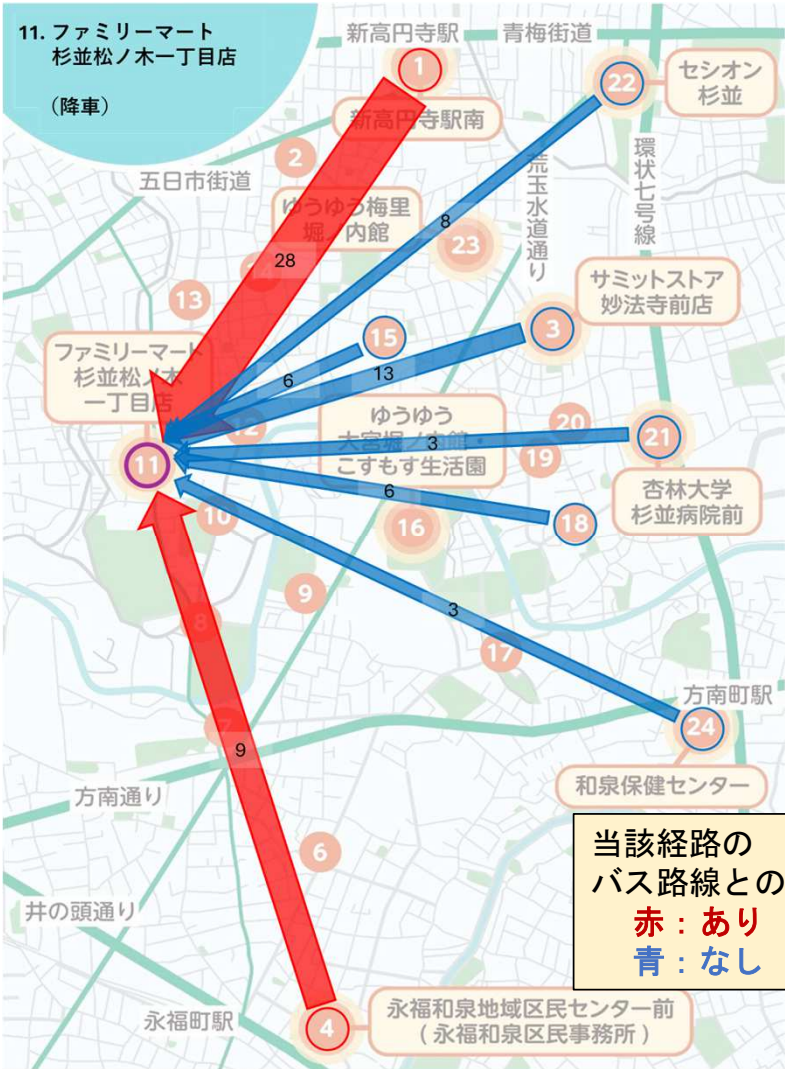 11. ファミリーマート
杉並松ノ木一丁目店
（降車）
新高円寺駅
青梅街道
1
22
セシオン
杉並
新高円寺駅南
2
五日市街道
荒玉水道通り
環状七号線
ゆうゆう梅里
堀ノ内館
8
23
28
サミットストア
妙法寺前店
13
15
3
ファミリーマート
杉並松ノ木
一丁目店
6
13
12
ゆうゆう
大宮堀ノ内館・
こすもす生活園
3
20
21
19
11
6
杏林大学
杉並病院前
10
16
18
9
8
3
17
方南町駅
7
24
9
方南通り
和泉保健センター
6
当該経路の
バス路線との
赤：あり
青：なし
井の頭通り
永福町駅
4
永福和泉地域区民センター前
（永福和泉区民事務所）